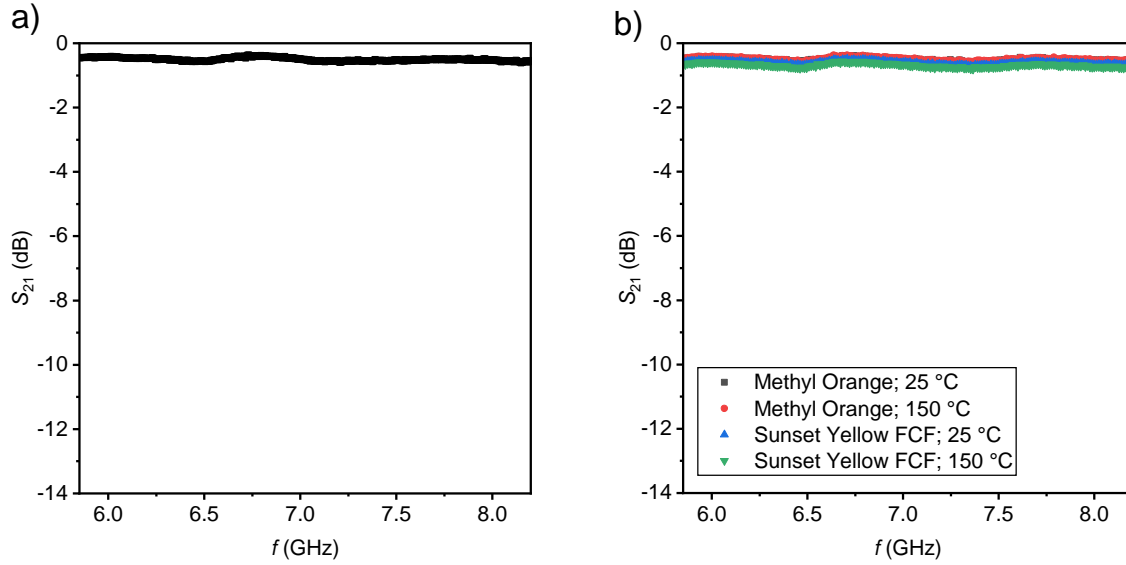 a)
0
-2
-4
-6
-8
-10
-12
-14
S21 (dB)
6.0 6.5 7.0 7.5 8.0
f (GHz)
b)
0
-2
-4
-6
-8
-10
-12
-14
S21 (dB)
Methyl Orange; 25 °C
Methyl Orange; 150 °C
Sunset Yellow FCF; 25 °C
Sunset Yellow FCF; 150 °C
6.0 6.5 7.0 7.5 8.0
f (GHz)